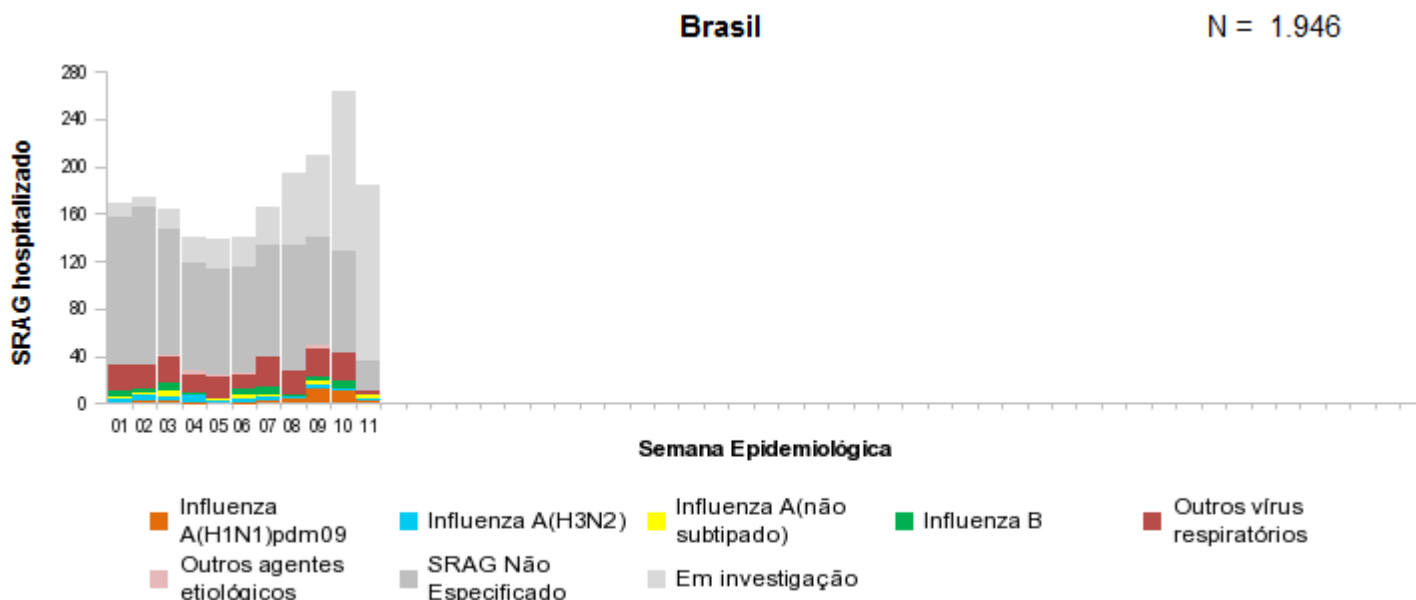 Brasil
N = 1.946
SRAG hospitalizado
280
240
200
160
120
80
40
0
01 02 03 04 05 06 07 08 09 10 11
Semana Epidemiológica
Influenza
A(H1N1)pdm09
Influenza A(H3N2)
Influenza A(não
subtipado)
Influenza B
Outros vírus
respiratórios
Outros agentes
etiológicos
SRAG Não
Especificado
Em investigação